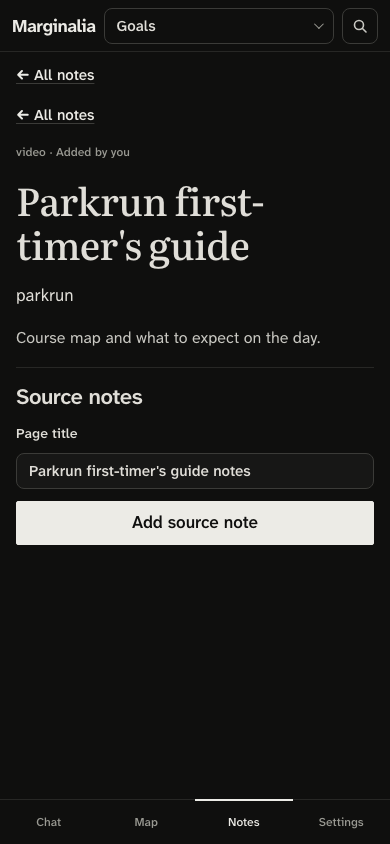 Marginalia
Goals
← All notes
← All notes
video · Added by you
Parkrun first-
timer's guide
parkrun
Course map and what to expect on the day.
Source notes
Page title
Parkrun first-timer's guide notes
Add source note
Chat
Map
Notes
Settings